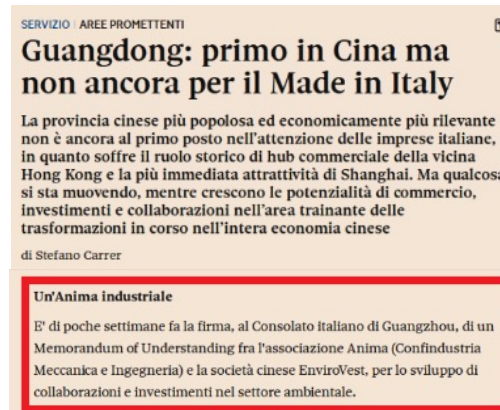 SERVIZIO | AREE PROMETTENTI
Guangdong: primo in Cina ma
non ancora per il Made in Italy
La provincia cinese più popolosa ed economicamente più rilevante
non è ancora al primo posto nell'attenzione delle imprese italiane,
in quanto soffre il ruolo storico di hub commerciale della vicina
Hong Kong e la più immediata attrattività di Shanghai. Ma qualcosa
si sta muovendo, mentre crescono le potenzialità di commercio,
investimenti e collaborazioni nell'area trainante delle
trasformazioni in corso nell'intera economia cinese
di Stefano Carrer
Un'Anima industriale
E' di poche settimane fa la firma, al Consolato italiano di Guangzhou, di un
Memorandum of Understanding fra l'associazione Anima (Confindustria
Meccanica e Ingegneria) e la società cinese EnviroVest, per lo sviluppo di
collaborazioni e investimenti nel settore ambientale.